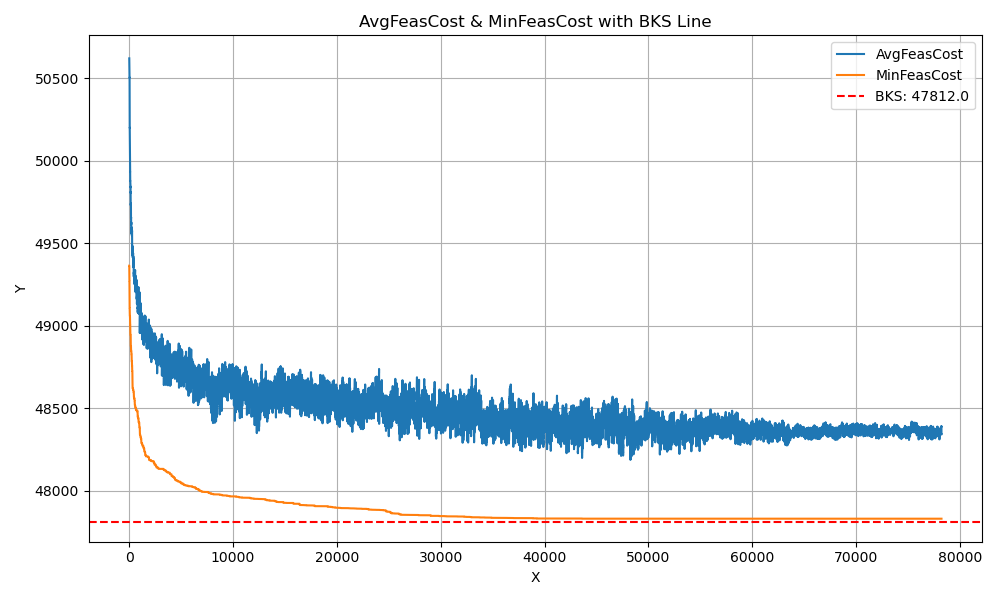 AvgFeasCost & MinFeasCost with BKS Line
AvgFeasCost
MinFeasCost
BKS: 47812.0
Y
50500
50000
49500
49000
48500
48000
0 10000 20000 30000 40000 50000 60000 70000 80000
X